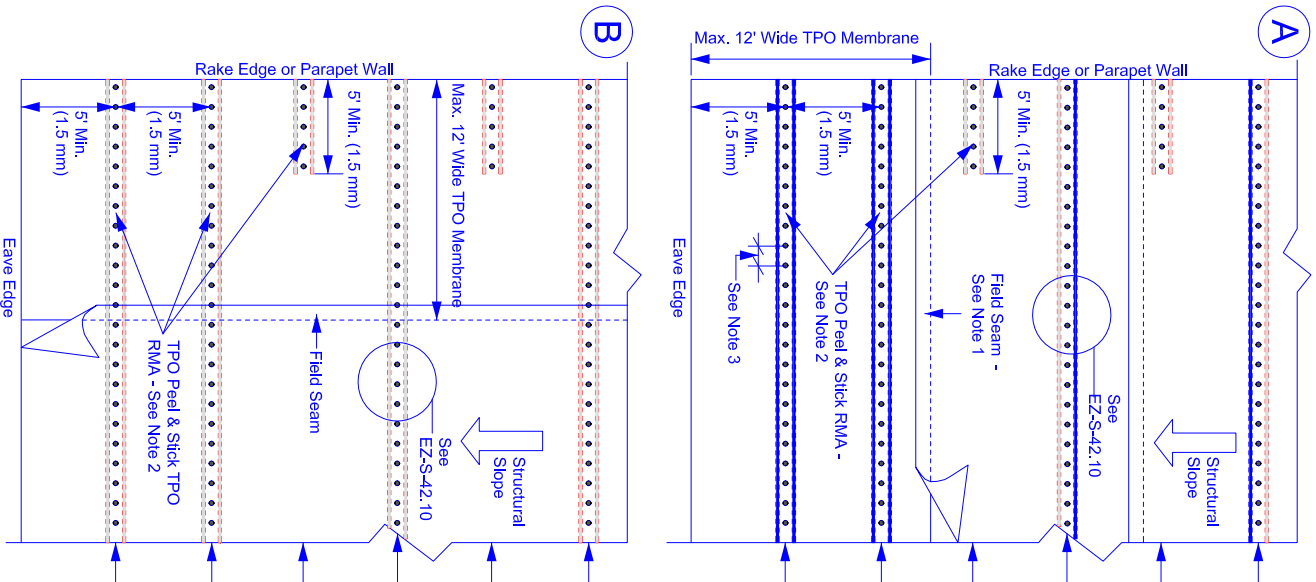 B
Rake Edge or Parapet Wall
5' Min.
(1.5 mm)
5' Min.
(1.5 mm)
5' Min. (1.5 mm)
Max. 12' Wide TPO Membrane
Eave Edge
TPO Peel & Stick TPO
RMA - See Note 2
Field Seam
See
EZ-S-42.10
Structural
Slope
A
Max. 12' Wide TPO Membrane
Rake Edge or Parapet Wall
5' Min.
(1.5 mm)
5' Min.
(1.5 mm)
5' Min. (1.5 mm)
Eave Edge
See Note 3
TPO Peel & Stick RMA -
See Note 2
Field Seam -
See Note 1
See
EZ-S-42.10
Structural
Slope